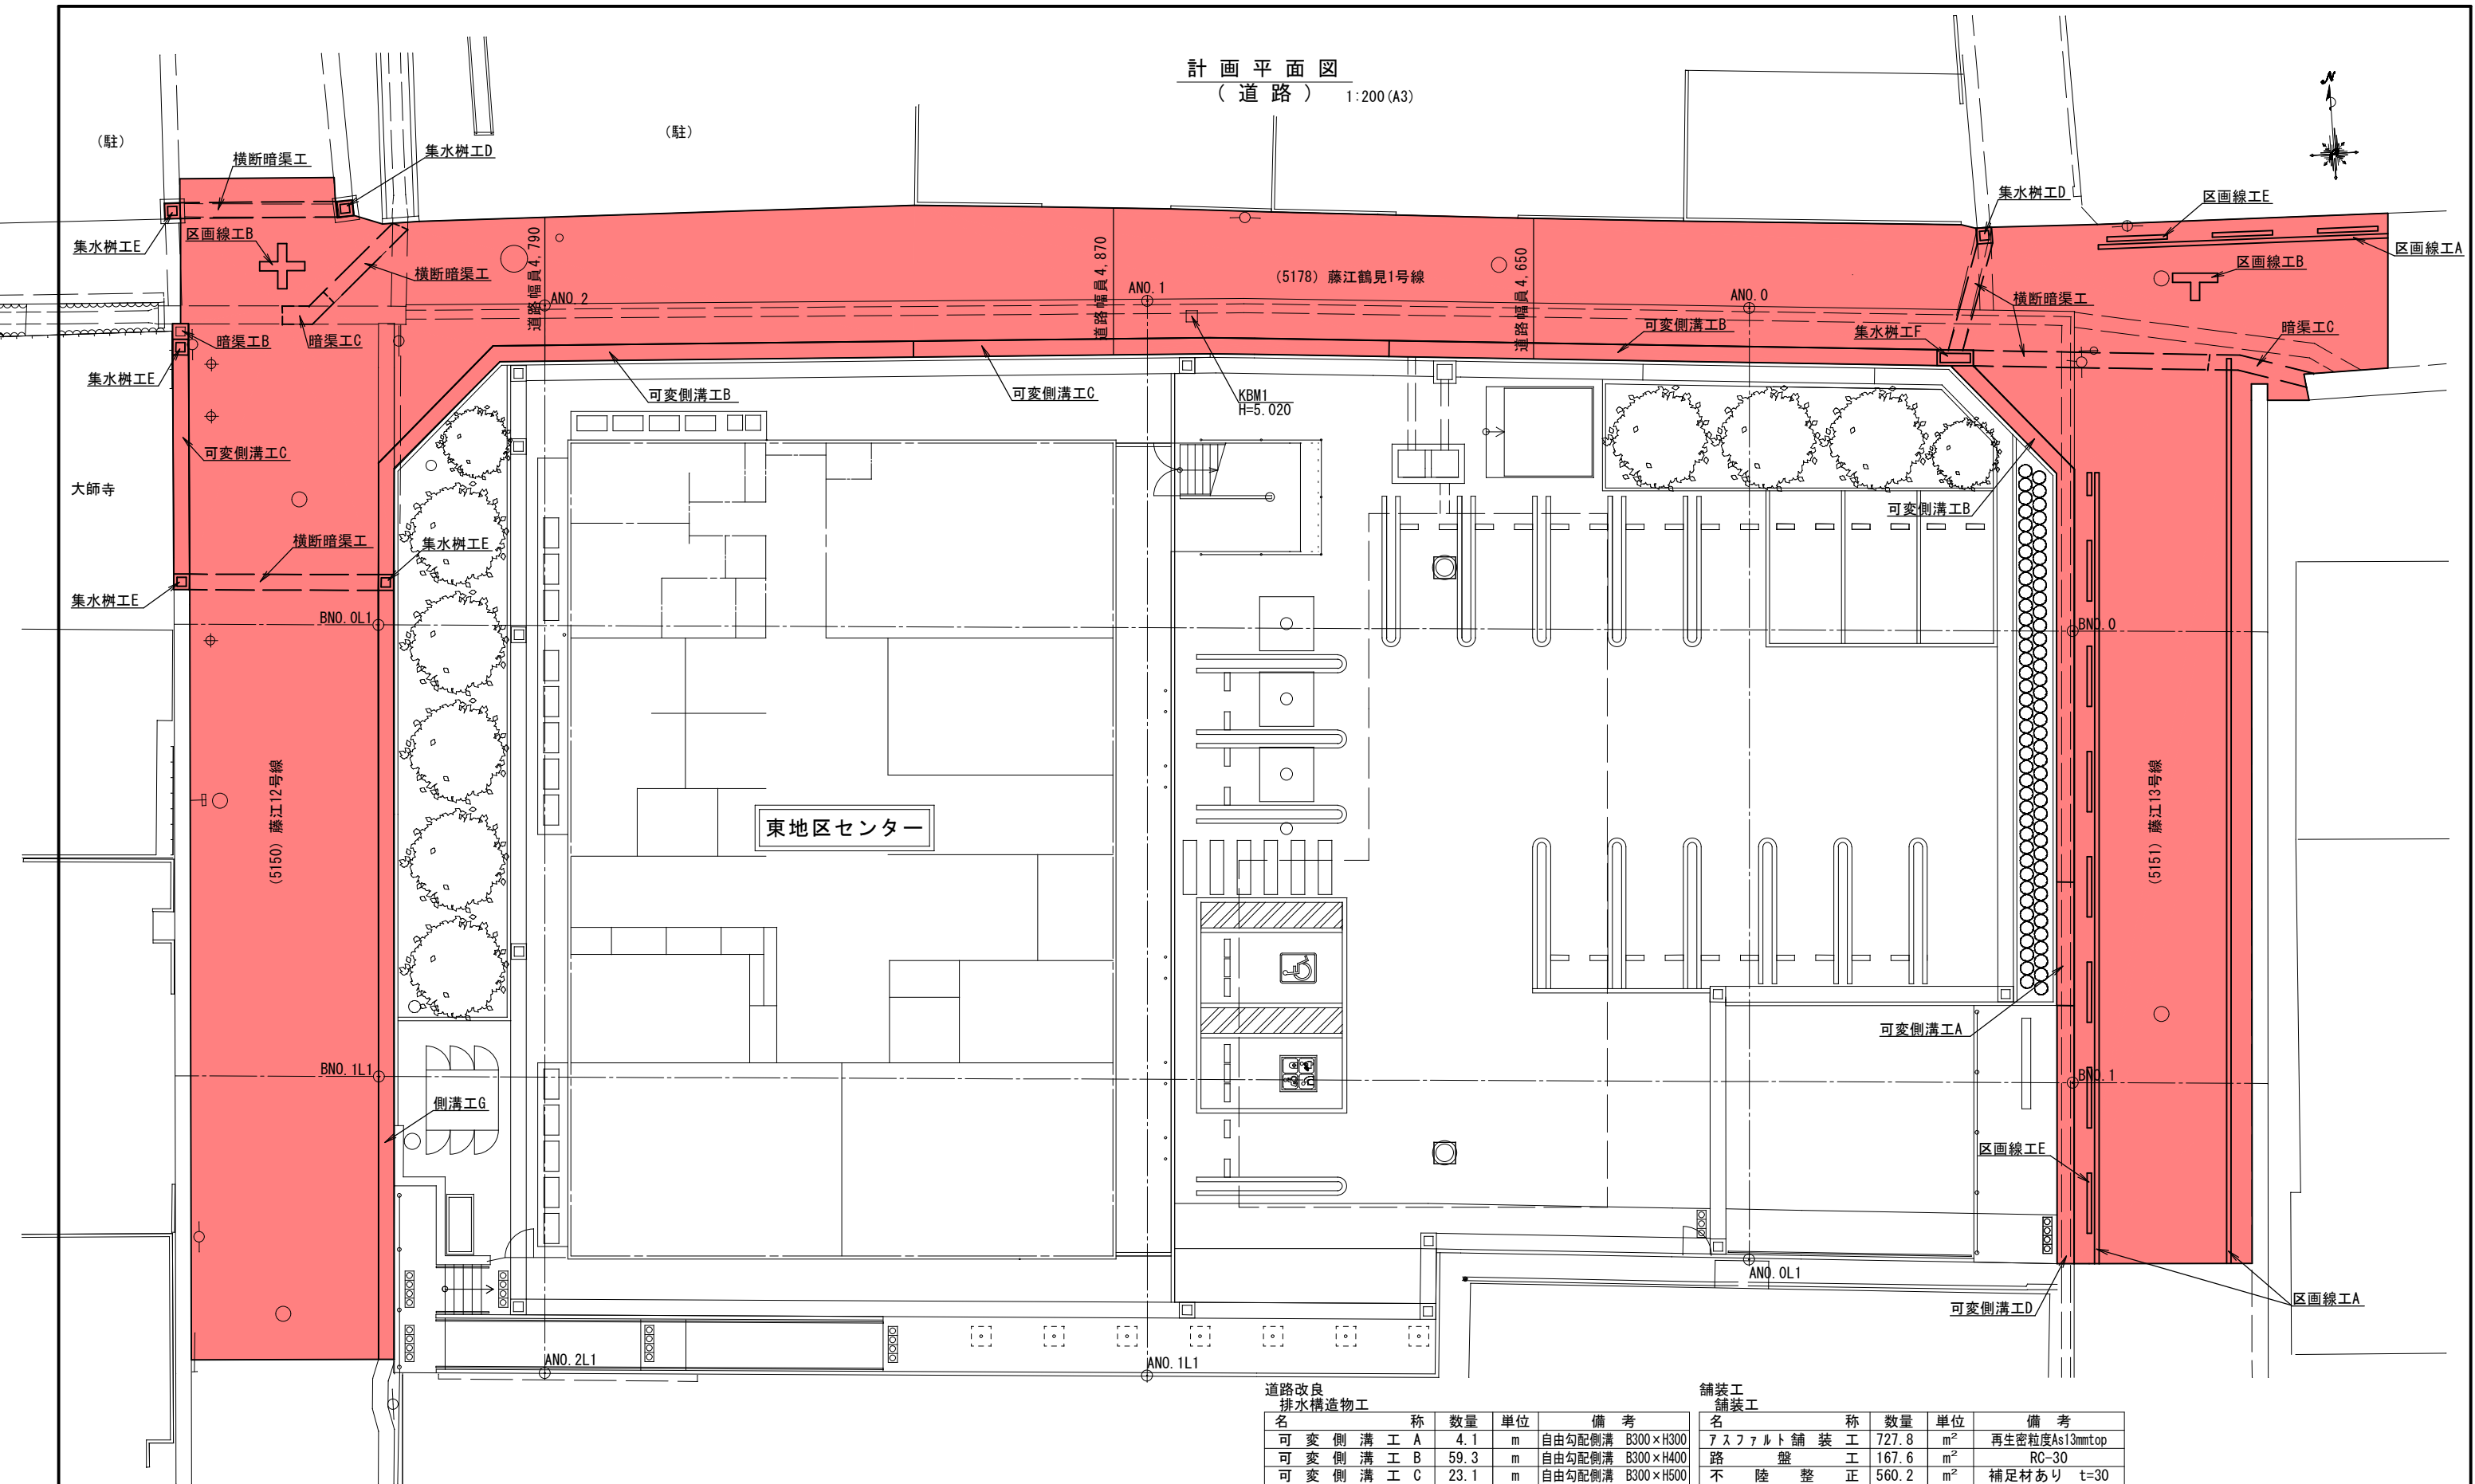 計画平面図
（道路） 1:200(A3)
N
（駐）
（駐）
横断暗渠工
集水桝工D
集水桝工D
区画線工E
集水桝工E
区画線工B
区画線工A
横断暗渠工
道路幅員4,790
道路幅員4,870
道路幅員4,650
(5178) 藤江鶴見1号線
区画線工B
ANO.2
ANO.1
ANO.0
横断暗渠工
暗渠工B
暗渠工C
可変側溝工B
集水桝工F
暗渠工C
集水桝工E
可変側溝工B
可変側溝工C
KBM1
H=5.020
可変側溝工C
大師寺
可変側溝工B
横断暗渠工
集水桝工E
集水桝工E
BNO.0L1
BNO.0
(5150) 藤江12号線
東地区センター
(5151) 藤江13号線
可変側溝工A
BNO.1L1
BNO.1
側溝工G
区画線工E
ANO.0L1
区画線工A
可変側溝工D
ANO.2L1
ANO.1L1
道路改良
排水構造物工
名称 数量 単位 備考
可変側溝工A 4.1 m 自由勾配側溝 B300×H300
可変側溝工B 59.3 m 自由勾配側溝 B300×H400
可変側溝工C 23.1 m 自由勾配側溝 B300×H500
舗装工
舗装工
名称 数量 単位 備考
アスファルト舗装工 727.8 m² 再生密粒度As13mmtop
路盤工 167.6 m² RC-30
不陸整正 560.2 m² 補足材あり t=30